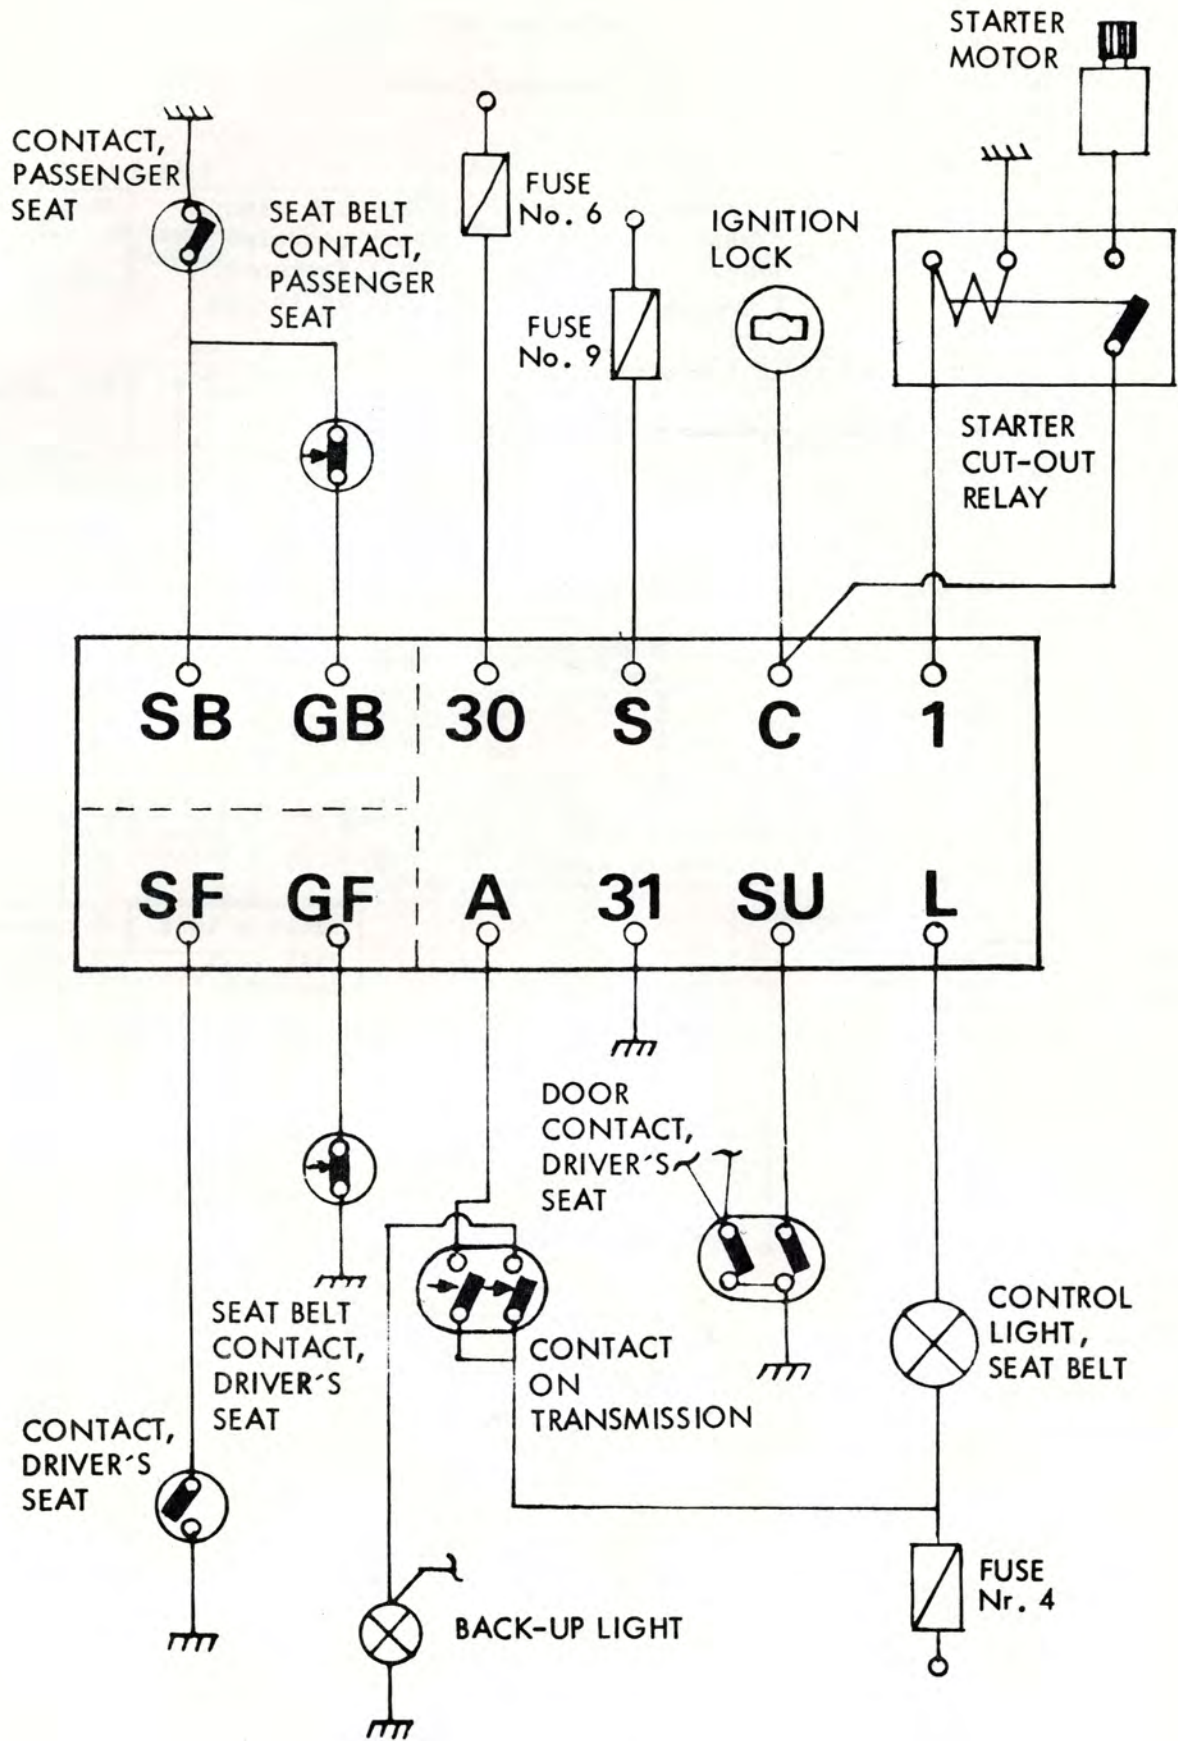 STARTER
MOTOR
CONTACT,
PASSENGER
SEAT
SEAT BELT
CONTACT,
PASSENGER
SEAT
FUSE
No. 6
FUSE
No. 9
IGNITION
LOCK
STARTER
CUT-OUT
RELAY
SB GB 30 S C 1
SF GF A 31 SU L
DOOR
CONTACT,
DRIVER´S
SEAT
SEAT BELT
CONTACT,
DRIVER´S
SEAT
CONTACT
ON
TRANSMISSION
CONTROL
LIGHT,
SEAT BELT
CONTACT,
DRIVER´S
SEAT
BACK-UP LIGHT
FUSE
Nr. 4